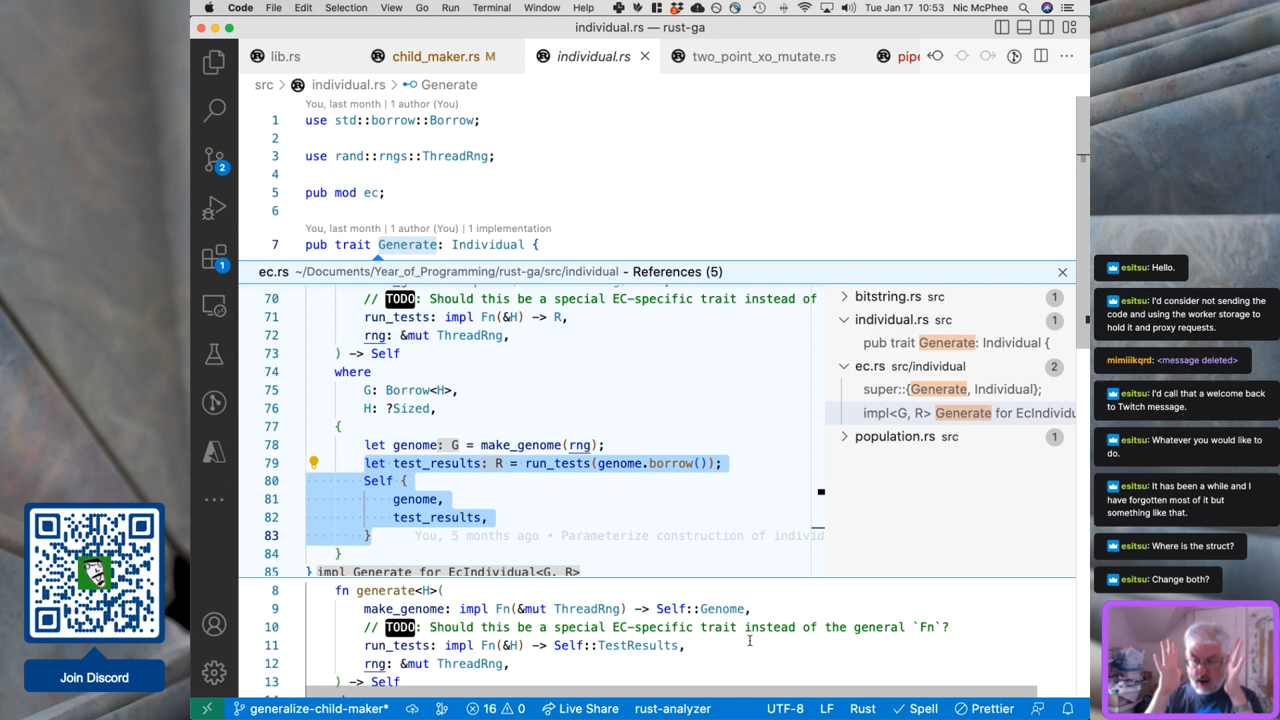 Code File Edit Selection View Go Run Terminal Window Help Tue Jan 17 10:53 Nic McPhee
individual.rs — rust-ga
lib.rs child_maker.rs M individual.rs two_point_xo_mutate.rs pipe
src > individual.rs > Generate
You, last month | 1 author (You)
1 use std::borrow::Borrow;
2
3 use rand::rngs::ThreadRng;
4
5 pub mod ec;
6
You, last month | 1 author (You) | 1 implementation
7 pub trait Generate: Individual {
ec.rs ~/Documents/Year_of_Programming/rust-ga/src/individual - References (5)
70 // TODO: Should this be a special EC-specific trait instead of
71 run_tests: impl Fn(&H) -> R,
72 rng: &mut ThreadRng,
73 ) -> Self
74 where
75 G: Borrow<H>,
76 H: ?Sized,
77 {
78 let genome: G = make_genome(rng);
79 let test_results: R = run_tests(genome.borrow());
80 Self {
81 genome,
82 test_results,
83 } You, 5 months ago • Parameterize construction of individ
84 }
85 } impl Generate for EcIndividual<G, R>
bitstring.rs src 1
individual.rs src 1
pub trait Generate: Individual {
ec.rs src/individual 2
super::{Generate, Individual};
impl<G, R> Generate for EcIndividu
population.rs src 1
8 fn generate<H>(
9 make_genome: impl Fn(&mut ThreadRng) -> Self::Genome,
10 // TODO: Should this be a special EC-specific trait instead of the general `Fn`?
11 run_tests: impl Fn(&H) -> Self::TestResults,
12 rng: &mut ThreadRng,
13 ) -> Self
generalize-child-maker* 16 0 Live Share rust-analyzer UTF-8 LF Rust Spell Prettier
2
1
Join Discord
esitsu: Hello.
esitsu: I'd consider not sending the
code and using the worker storage to
hold it and proxy requests.
mimiiikqrd: <message deleted>
esitsu: I'd call that a welcome back
to Twitch message.
esitsu: Whatever you would like to
do.
esitsu: It has been a while and I
have forgotten most of it but
something like that.
esitsu: Where is the struct?
esitsu: Change both?